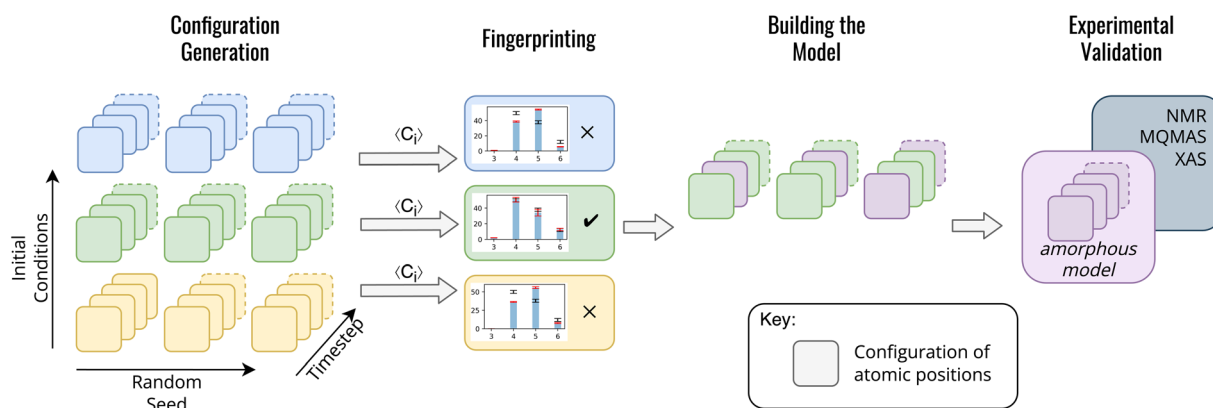 Configuration
Generation
Fingerprinting
Building the
Model
Experimental
Validation
Initial
Conditions
Random
Seed
Timestep
⟨Cᵢ⟩
40
20
0
3 4 5 6
×
⟨Cᵢ⟩
40
20
0
3 4 5 6
✔
⟨Cᵢ⟩
50
25
0
3 4 5 6
×
NMR
MQMAS
XAS
amorphous
model
Key:
Configuration of
atomic positions